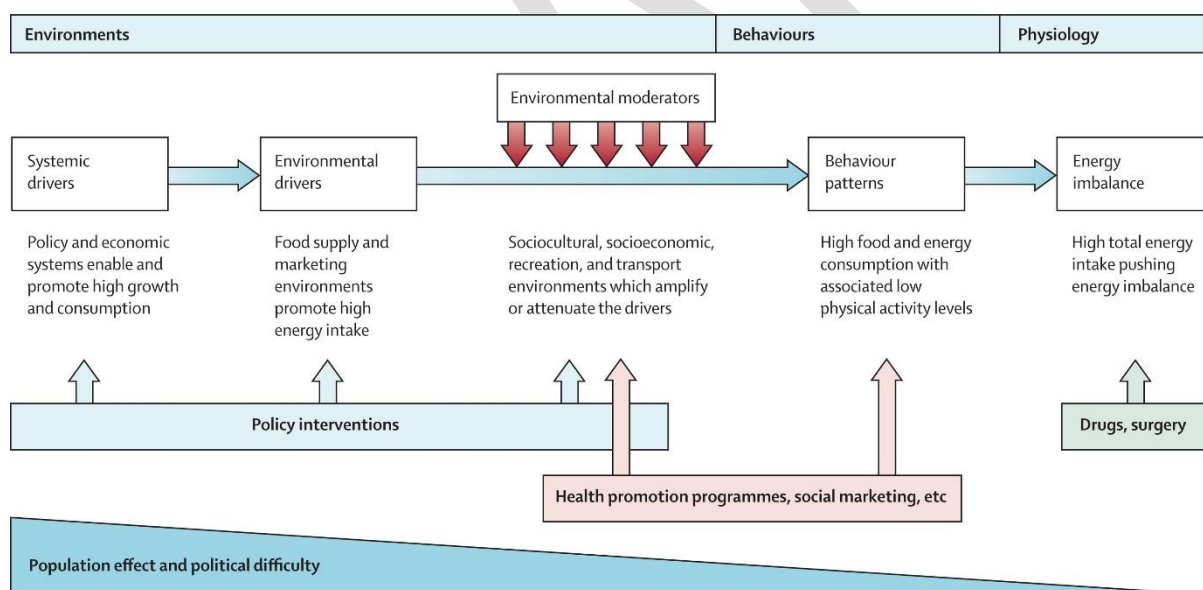 Environments
Behaviours
Physiology
Environmental moderators
Systemic
drivers
Environmental
drivers
Behaviour
patterns
Energy
imbalance
Policy and economic
systems enable and
promote high growth
and consumption
Food supply and
marketing
environments
promote high
energy intake
Sociocultural, socioeconomic,
recreation, and transport
environments which amplify
or attenuate the drivers
High food and energy
consumption with
associated low
physical activity levels
High total energy
intake pushing
energy imbalance
Policy interventions
Drugs, surgery
Health promotion programmes, social marketing, etc
Population effect and political difficulty